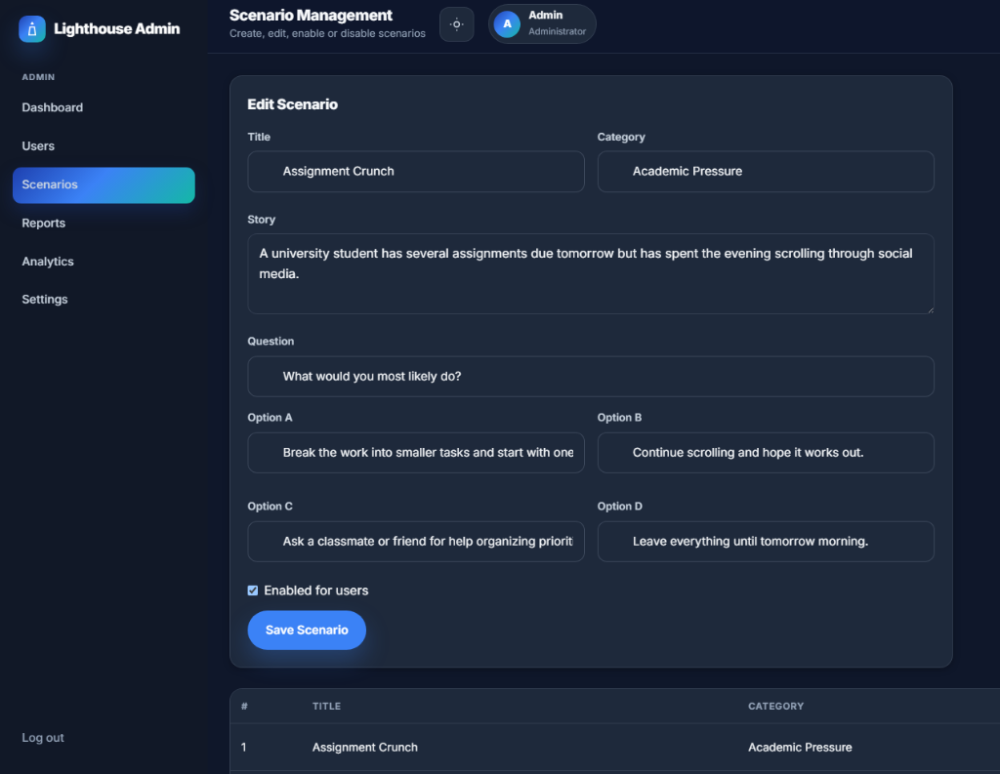 Lighthouse Admin
ADMIN
Dashboard
Users
Scenarios
Reports
Analytics
Settings
Log out
Scenario Management
Create, edit, enable or disable scenarios
A
Admin
Administrator
Edit Scenario
Title
Category
Assignment Crunch
Academic Pressure
Story
A university student has several assignments due tomorrow but has spent the evening scrolling through social
media.
Question
What would you most likely do?
Option A
Option B
Break the work into smaller tasks and start with one
Continue scrolling and hope it works out.
Option C
Option D
Ask a classmate or friend for help organizing priorit
Leave everything until tomorrow morning.
Enabled for users
Save Scenario
# TITLE CATEGORY
1 Assignment Crunch Academic Pressure